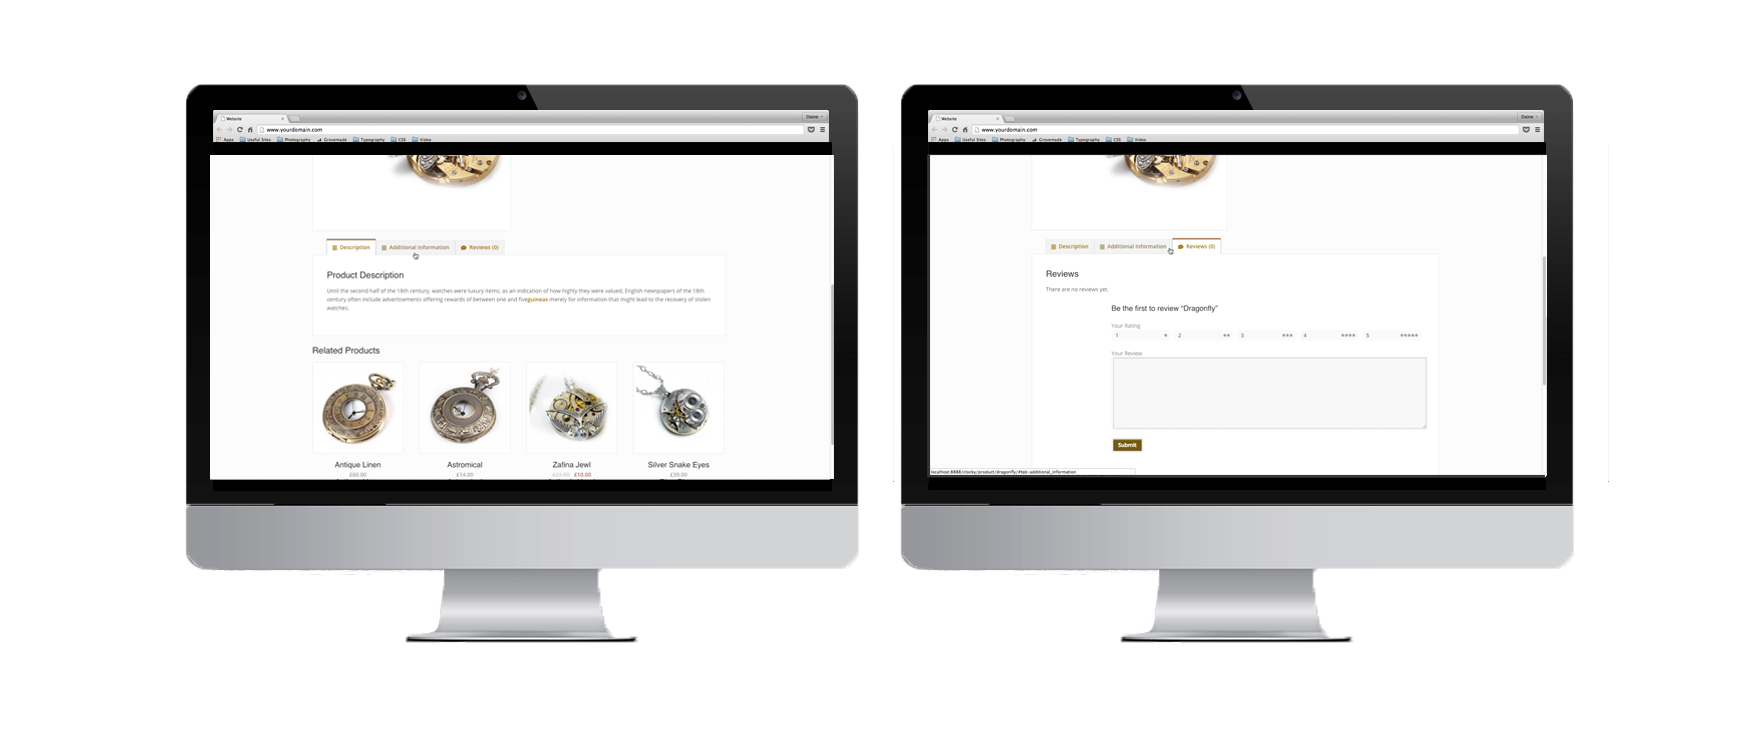 Website
Daine
www.yourdomain.com
Apps Useful Sites Photography Grovemade Typography CSS Video
Description Additional Information Reviews (0)
Product Description
Until the second half of the 18th century, watches were luxury items; as an indication of how highly they were valued, English newspapers of the 18th
century often include advertisements offering rewards of between one and fiveguineas merely for information that might lead to the recovery of stolen
watches.
Related Products
Antique Linen Astromical Zafina Jewl Silver Snake Eyes
£88.00 £14.00 £23.00 £10.00 £39.00
Website
Daine
www.yourdomain.com
Apps Useful Sites Photography Grovemade Typography CSS Video
Description Additional Information Reviews (0)
Reviews
There are no reviews yet.
Be the first to review “Dragonfly”
Your Rating
1 * 2 ** 3 *** 4 **** 5 *****
Your Review
Submit
localhost:8888/clocky/product/dragonfly/#tab-additional_information